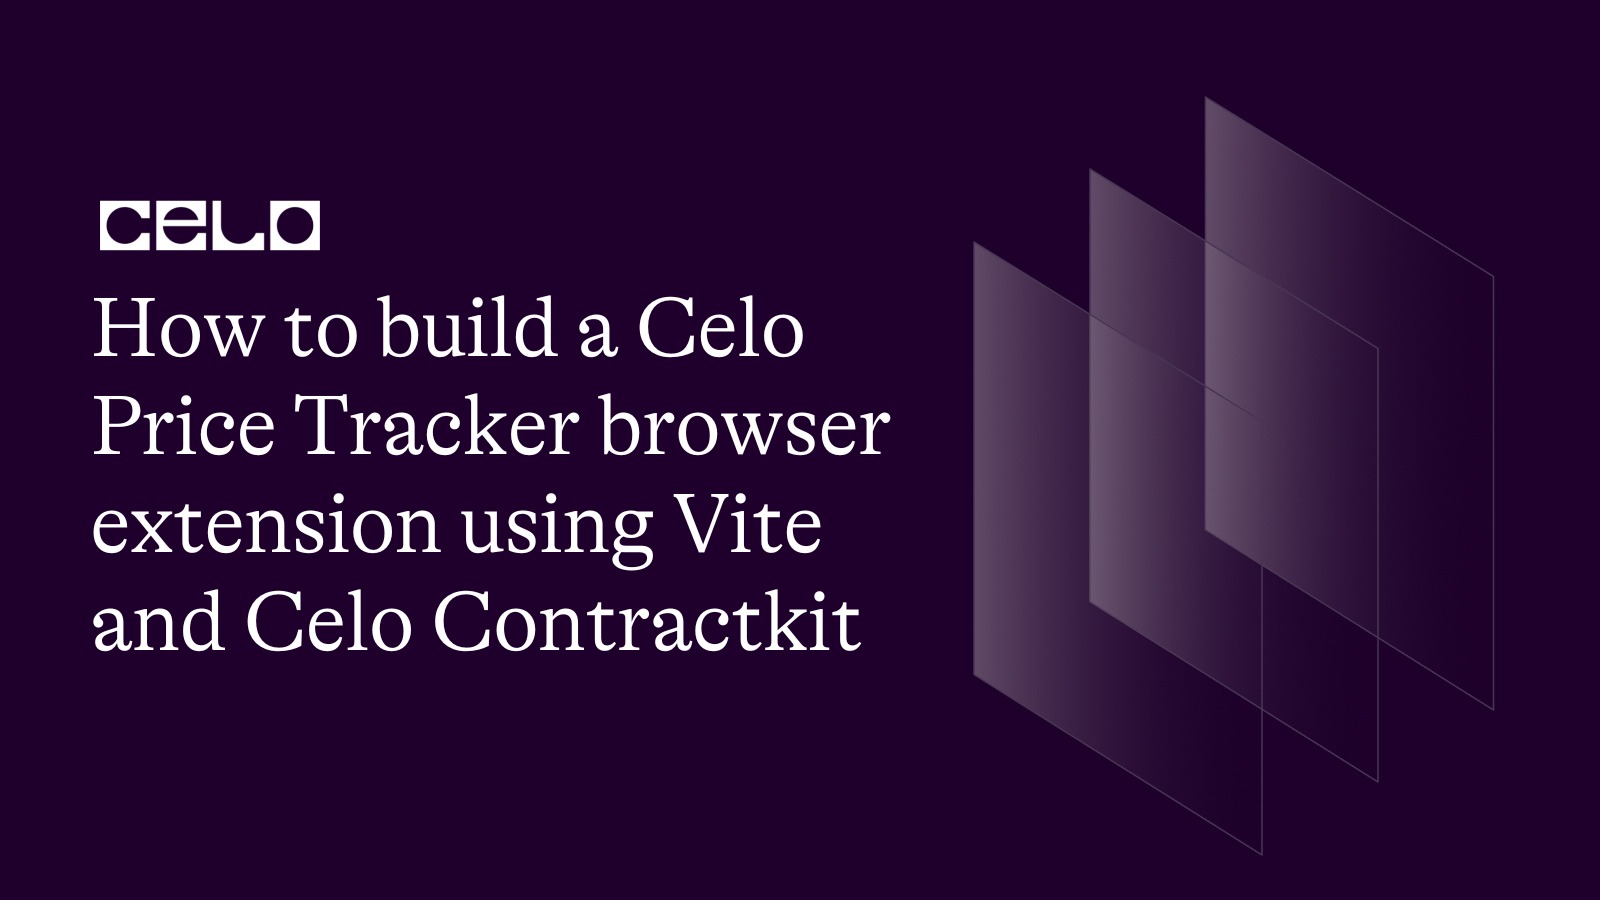 CELO
How to build a Celo
Price Tracker browser
extension using Vite
and Celo Contractkit